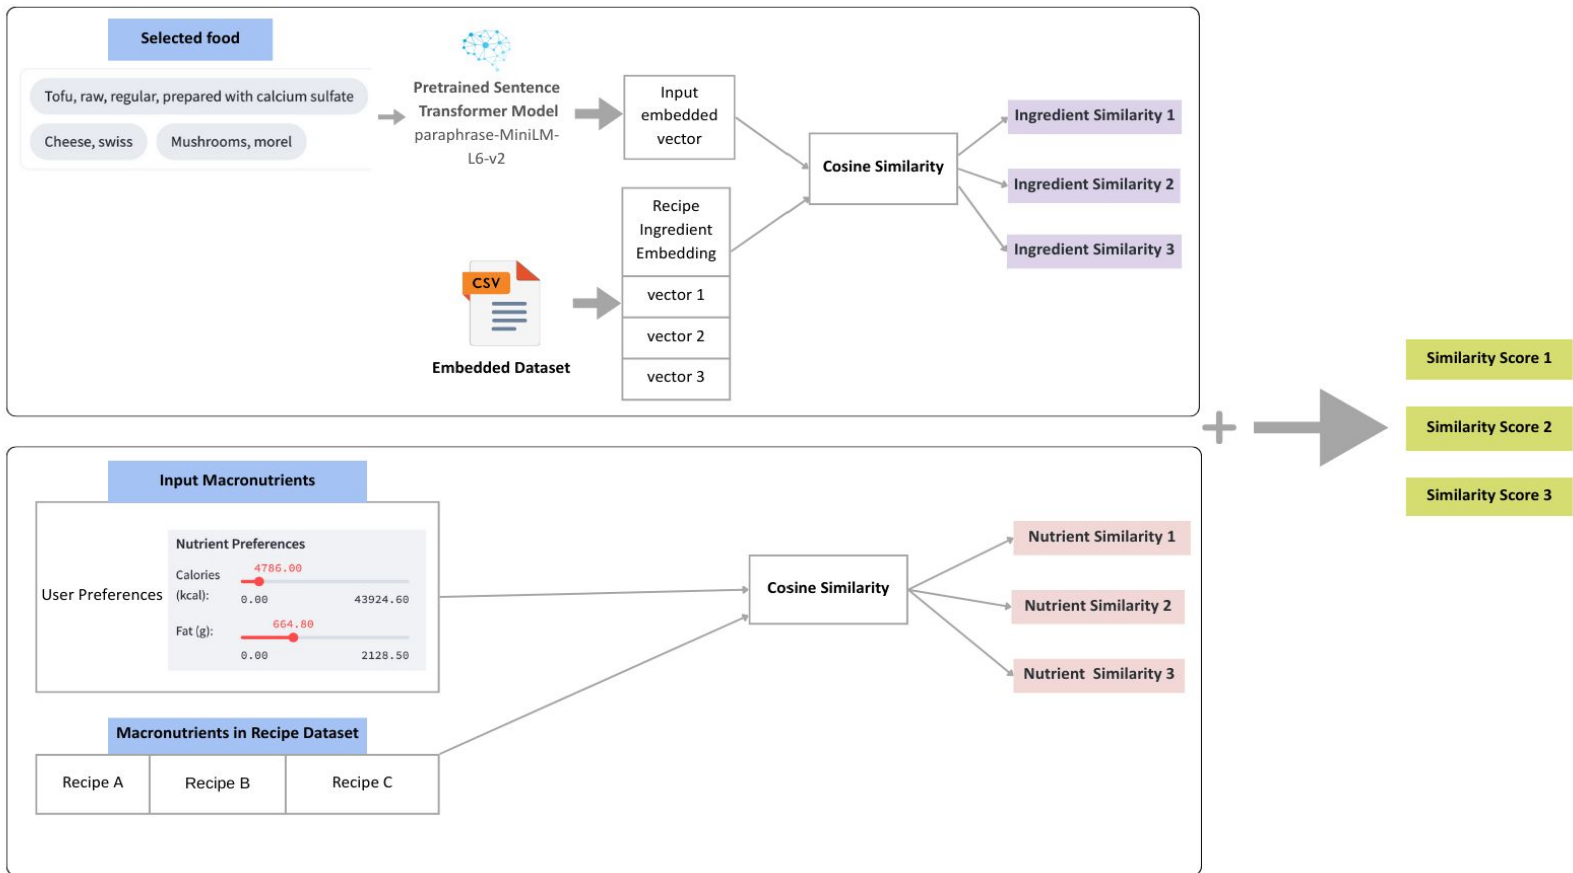 Selected food
Tofu, raw, regular, prepared with calcium sulfate
Cheese, swiss
Mushrooms, morel
Pretrained Sentence
Transformer Model
paraphrase-MiniLM-
L6-v2
Input
embedded
vector
Cosine Similarity
Ingredient Similarity 1
Ingredient Similarity 2
Ingredient Similarity 3
CSV
Embedded Dataset
Recipe
Ingredient
Embedding
vector 1
vector 2
vector 3
+
Similarity Score 1
Similarity Score 2
Similarity Score 3
Input Macronutrients
User Preferences
Nutrient Preferences
Calories
(kcal):
4786.00
0.00 43924.60
Fat (g):
664.80
0.00 2128.50
Cosine Similarity
Nutrient Similarity 1
Nutrient Similarity 2
Nutrient Similarity 3
Macronutrients in Recipe Dataset
Recipe A
Recipe B
Recipe C